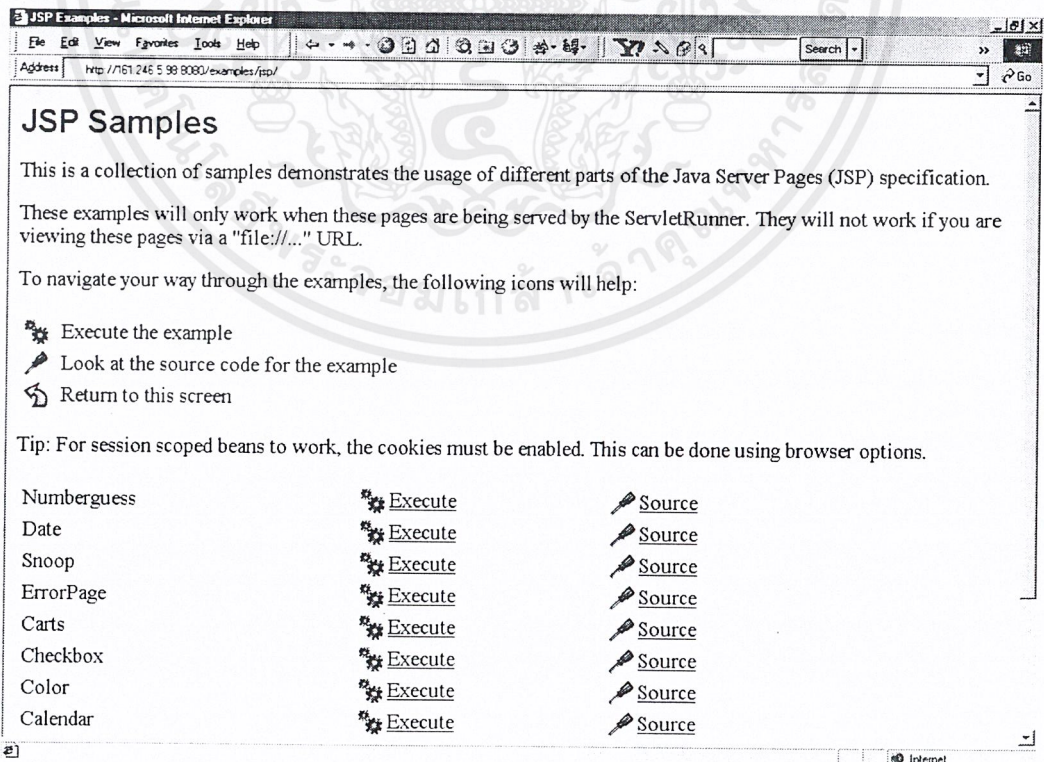 JSP Examples - Microsoft Internet Explorer
File Edit View Favorites Tools Help
Search
Address http://161.246.5.98:8080/examples/jsp/ Go
JSP Samples
This is a collection of samples demonstrates the usage of different parts of the Java Server Pages (JSP) specification.
These examples will only work when these pages are being served by the ServletRunner. They will not work if you are
viewing these pages via a "file://..." URL.
To navigate your way through the examples, the following icons will help:
Execute the example
Look at the source code for the example
Return to this screen
Tip: For session scoped beans to work, the cookies must be enabled. This can be done using browser options.
Numberguess Execute Source
Date Execute Source
Snoop Execute Source
ErrorPage Execute Source
Carts Execute Source
Checkbox Execute Source
Color Execute Source
Calendar Execute Source
Internet